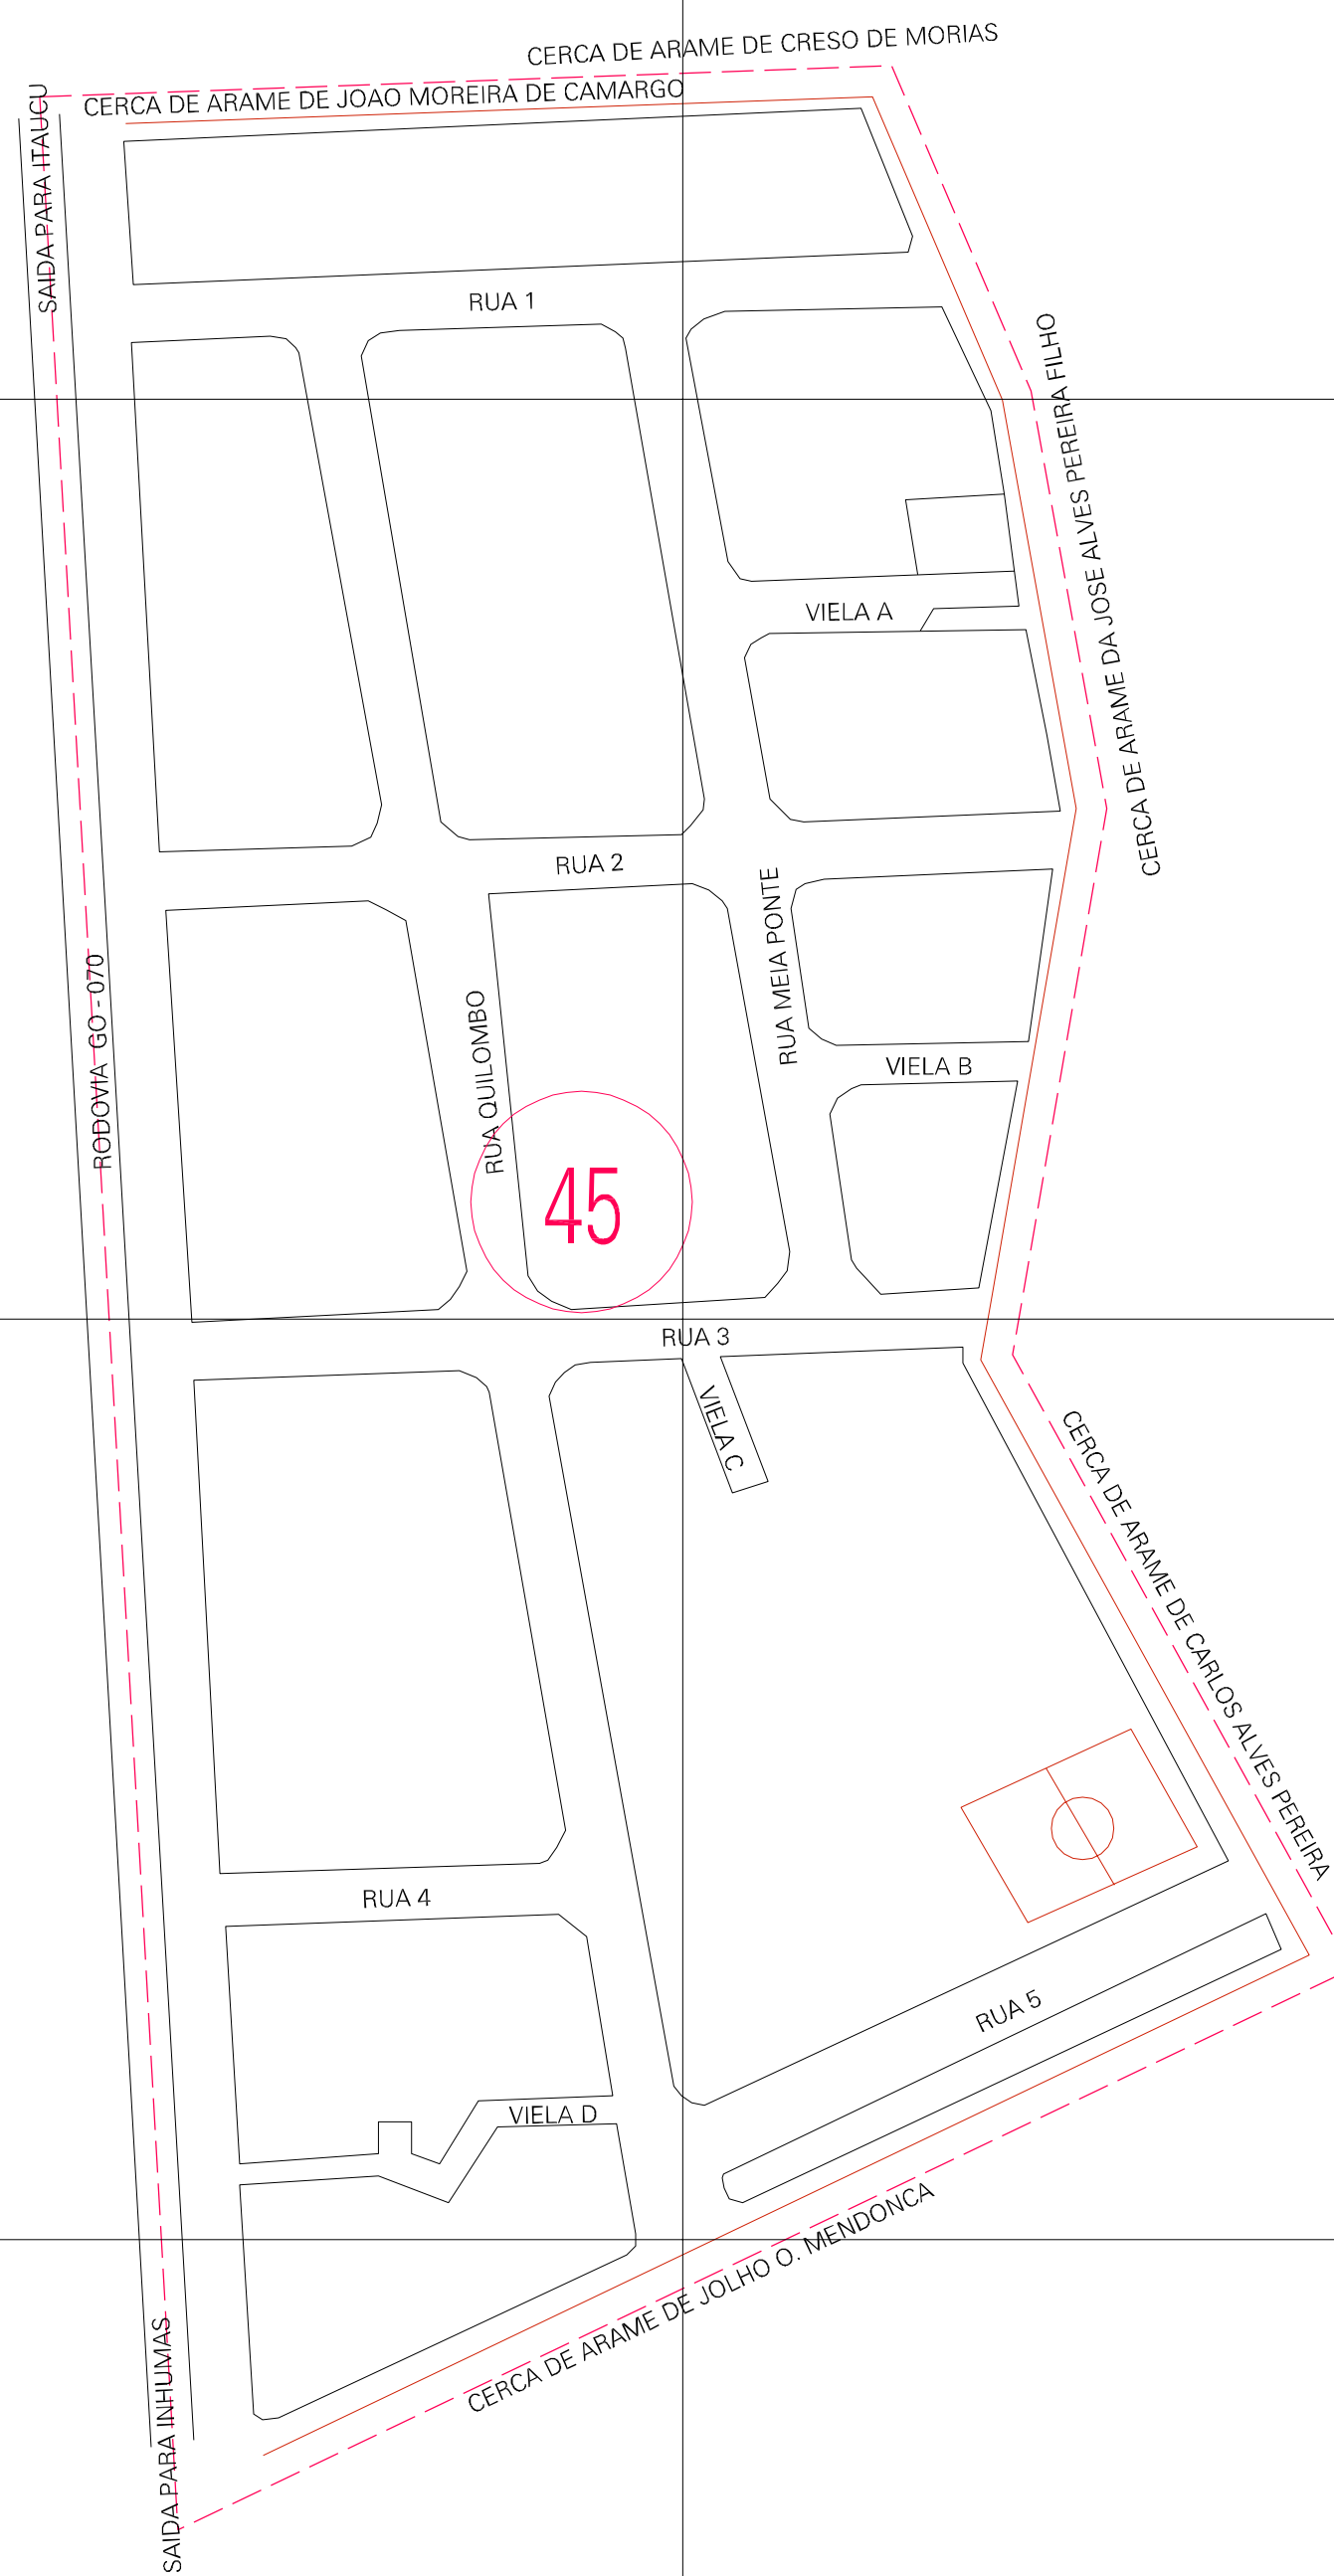 CERCA DE ARAME DE CRESO DE MORIAS
CERCA DE ARAME DE JOAO MOREIRA DE CAMARGO
SAIDA PARA ITAUCU
RUA 1
CERCA DE ARAME DA JOSE ALVES PEREIRA FILHO
VIELA A
RUA 2
RUA MEIA PONTE
RODOVIA GO - 070
RUA QUILOMBO
VIELA B
45
RUA 3
VIELA C
CERCA DE ARAME DE CARLOS ALVES PEREIRA
RUA 4
RUA 5
VIELA D
CERCA DE ARAME DE JOLHO O. MENDONCA
SAIDA PARA INHUMAS